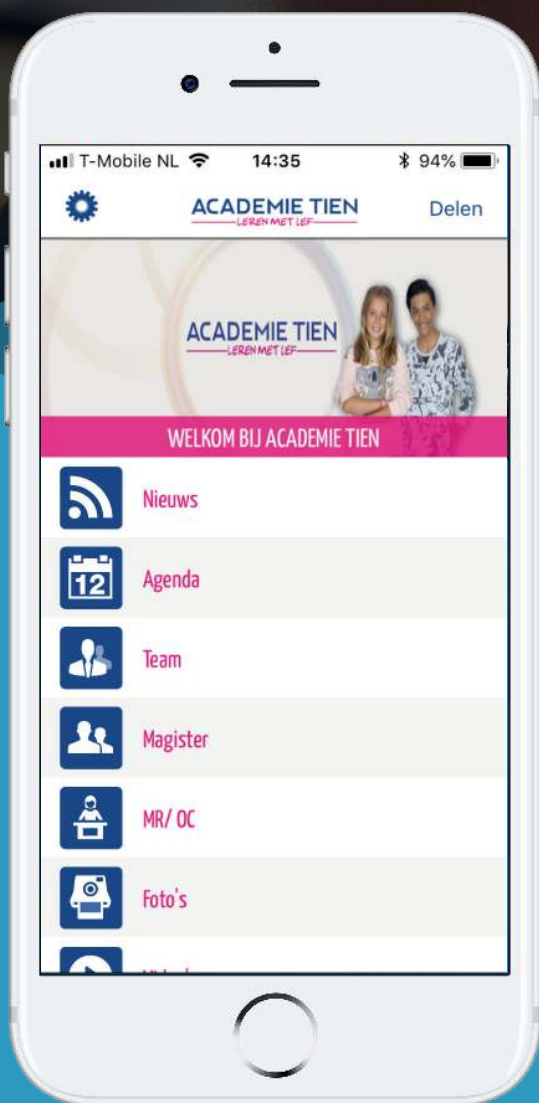 T-Mobile NL 14:35 94%
ACADEMIE TIEN
LEREN MET LEF
Delen
ACADEMIE TIEN
LEREN MET LEF
WELKOM BIJ ACADEMIE TIEN
Nieuws
12 Agenda
Team
Magister
MR/ OC
Foto's